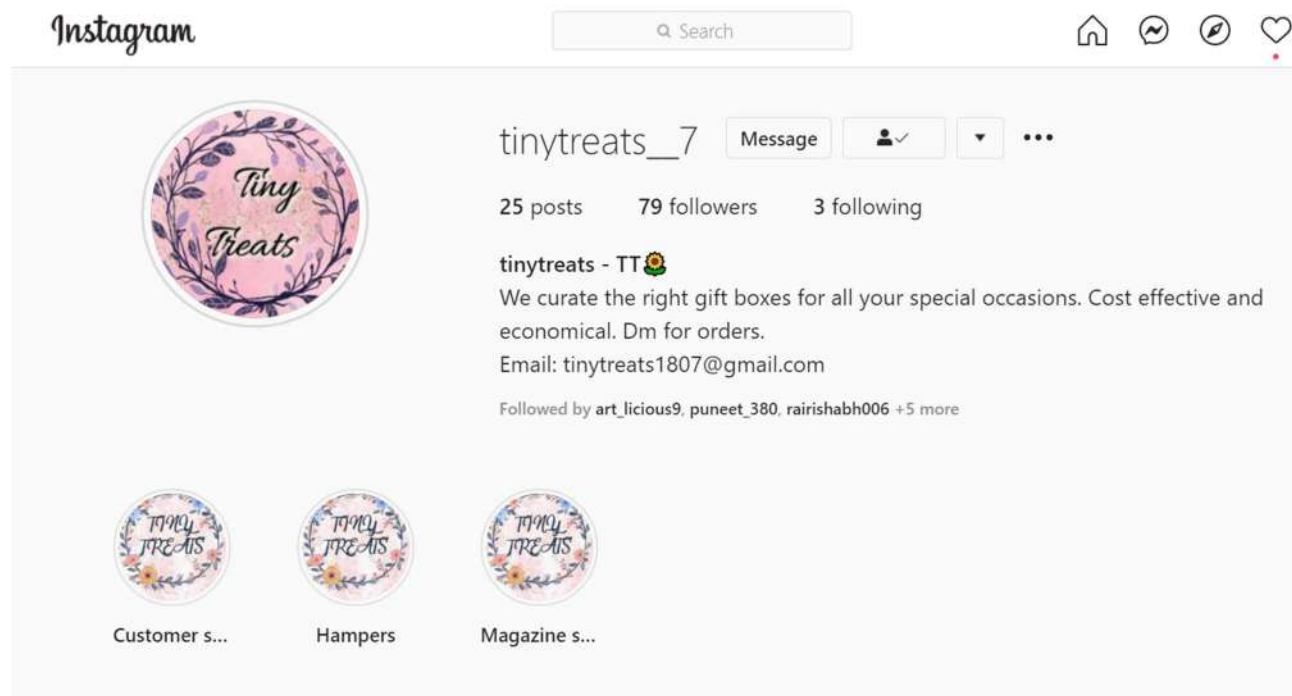 Instagram
Search
Tiny
Treats
tinytreats__7
Message
25 posts 79 followers 3 following
tinytreats - TT🌻
We curate the right gift boxes for all your special occasions. Cost effective and
economical. Dm for orders.
Email: tinytreats1807@gmail.com
Followed by art_licious9, puneet_380, rairishabh006 +5 more
TINY
TREATS
TINY
TREATS
TINY
TREATS
Customer s...
Hampers
Magazine s...